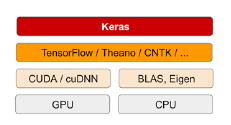 Keras
TensorFlow / Theano / CNTK / ...
CUDA / cuDNN
BLAS, Eigen
GPU
CPU